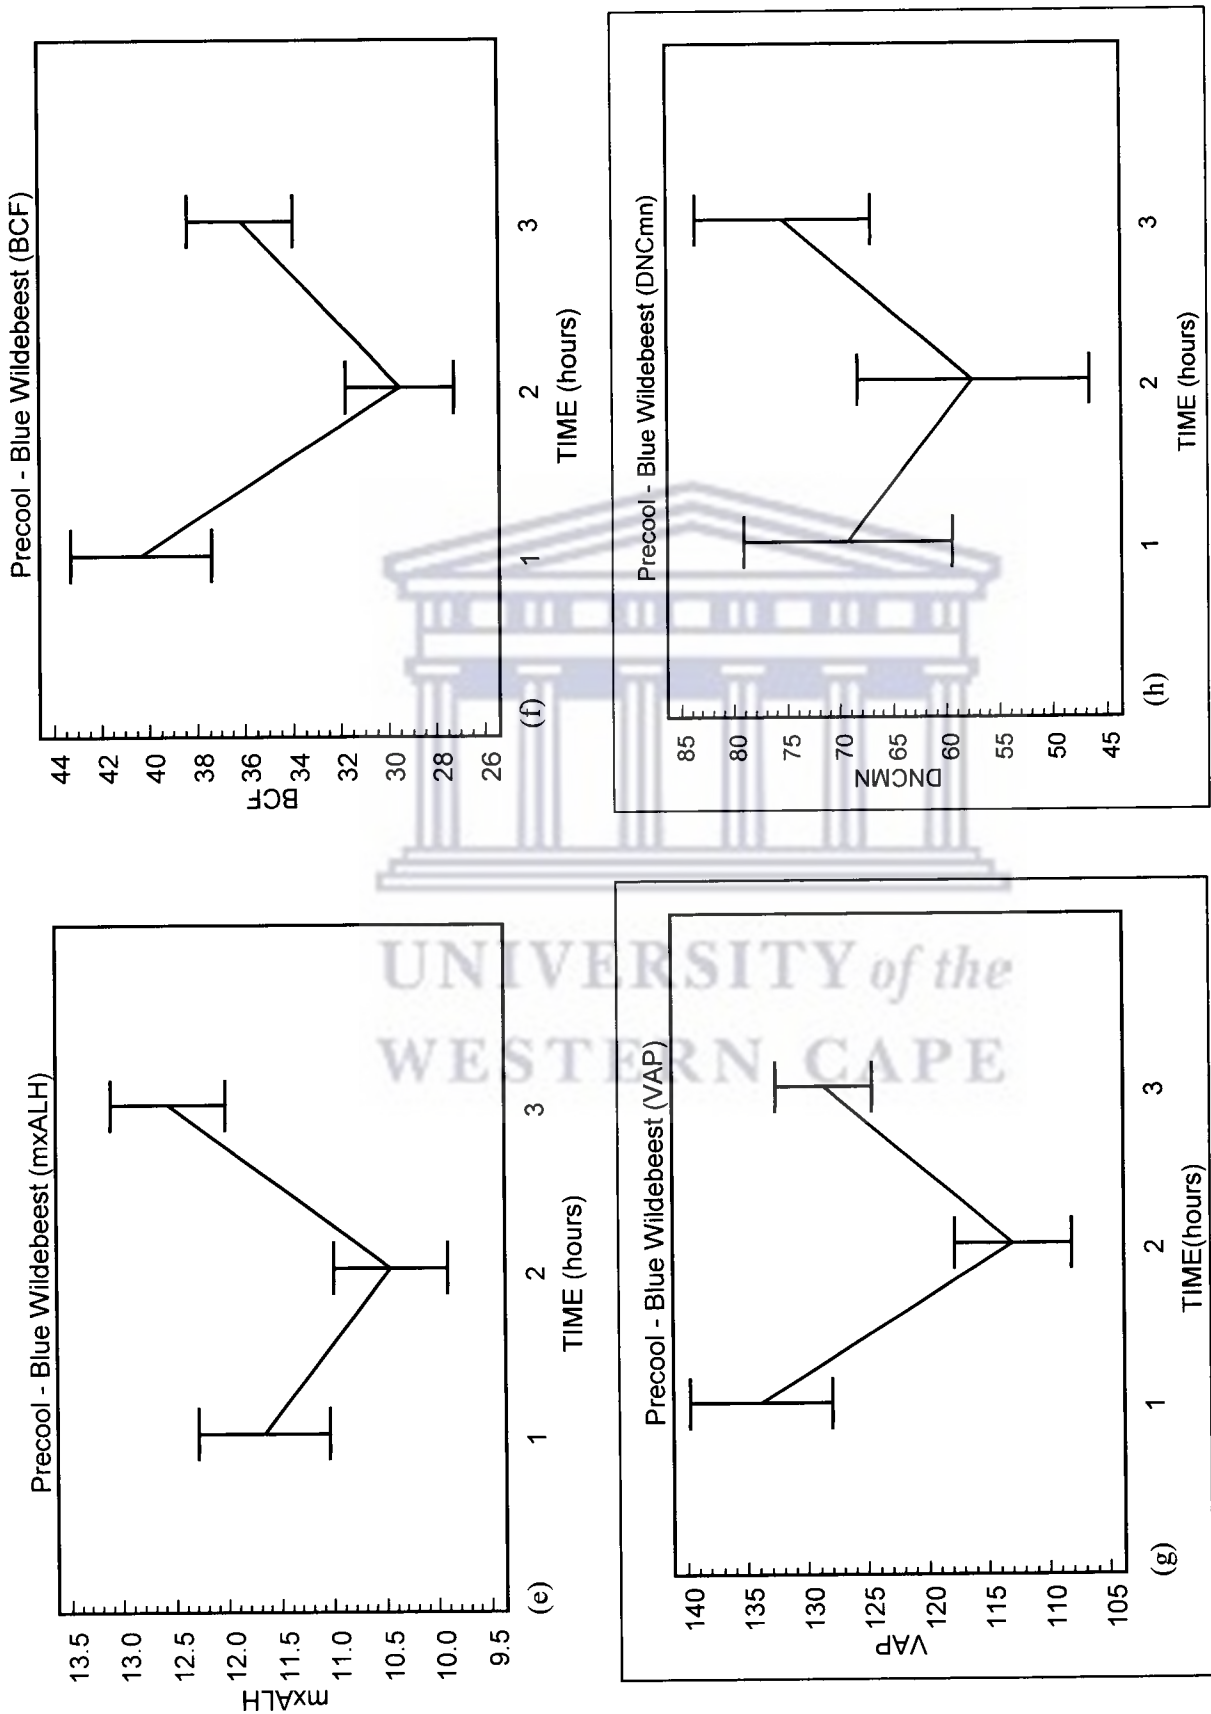 Precool - Blue Wildebeest (mxALH)
mxALH
13.5
13.0
12.5
12.0
11.5
11.0
10.5
10.0
9.5
1 2 3
TIME (hours)
(e)
Precool - Blue Wildebeest (BCF)
BCF
44
42
40
38
36
34
32
30
28
26
1 2 3
TIME (hours)
(f)
Precool - Blue Wildebeest (VAP)
VAP
140
135
130
125
120
115
110
105
1 2 3
TIME(hours)
(g)
Precool - Blue Wildebeest (DNCmn)
DNCMN
85
80
75
70
65
60
55
50
45
1 2 3
TIME (hours)
(h)
UNIVERSITY of the
WESTERN CAPE